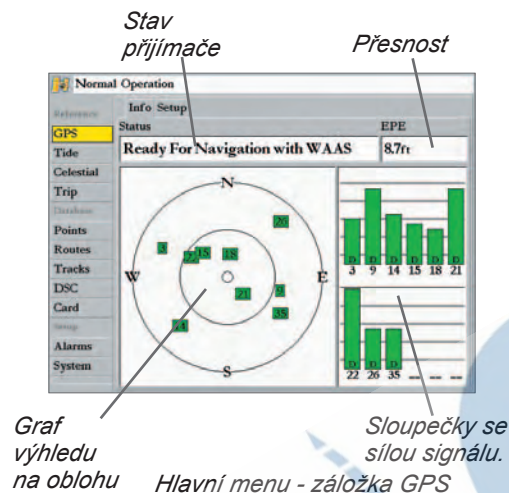 Stav
přijímače
Přesnost
Normal Operation
Reference
Info Setup
GPS
Status
EPE
Tide
Ready For Navigation with WAAS
8.7ft
Celestial
Trip
Database
Points
Routes
Tracks
DSC
Card
Setup
Alarms
System
N
W
E
S
3
22
15
18
20
21
9
35
14
D D D D D D
3 9 14 15 18 21
D D D
22 26 35 -- -- --
Graf
výhledu
na oblohu
Sloupečky se
sílou signálu.
Hlavní menu - záložka GPS